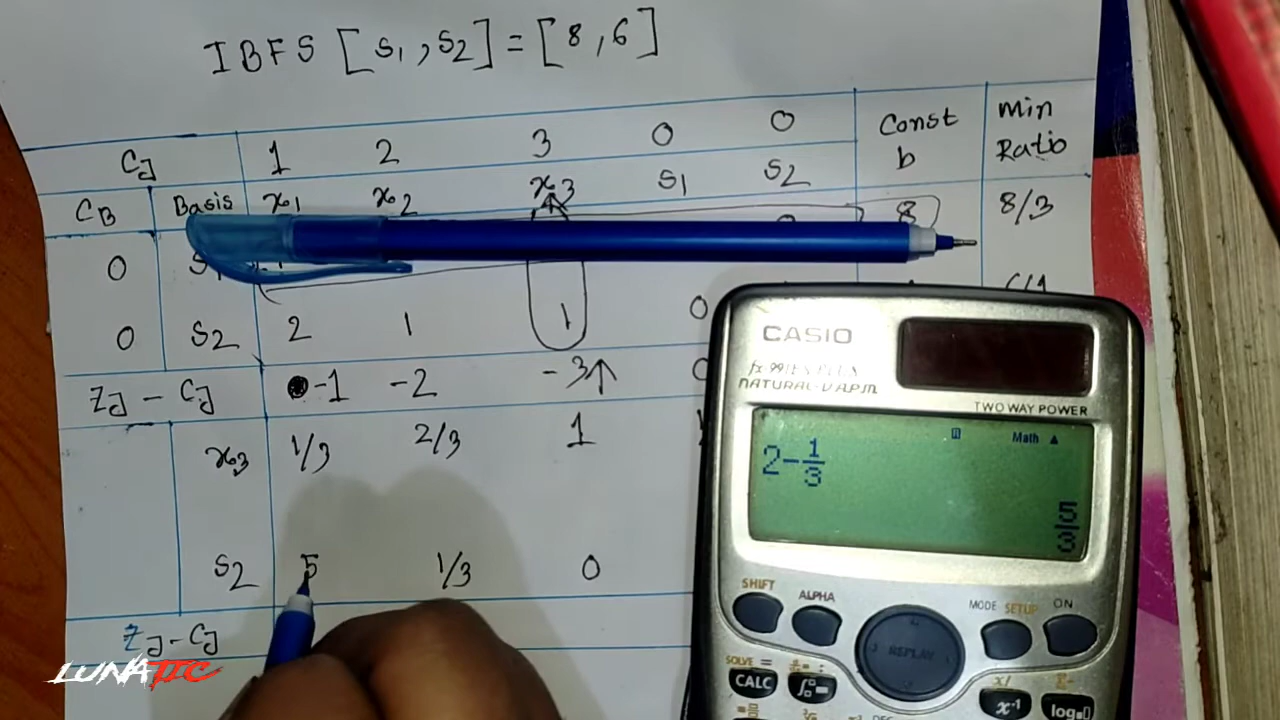 IBFS [S1, S2] = [8, 6]
CJ 1 2 3 0 0 Const b Min Ratio
CB Basis x1 x2 x3 S1 S2
8 8/3
0
0 S2 2 1 1 0
ZJ - CJ -1 -2 -3↑
x3 1/3 2/3 1
S2 5 1/3 0
ZJ - CJ
LUNATIC
CASIO
NATURAL-V.P.A.M.
TWO WAY POWER
Math ▲
2-1/3
5/3
SHIFT ALPHA MODE SETUP ON
REPLAY
SOLVE =
CALC x-1 log